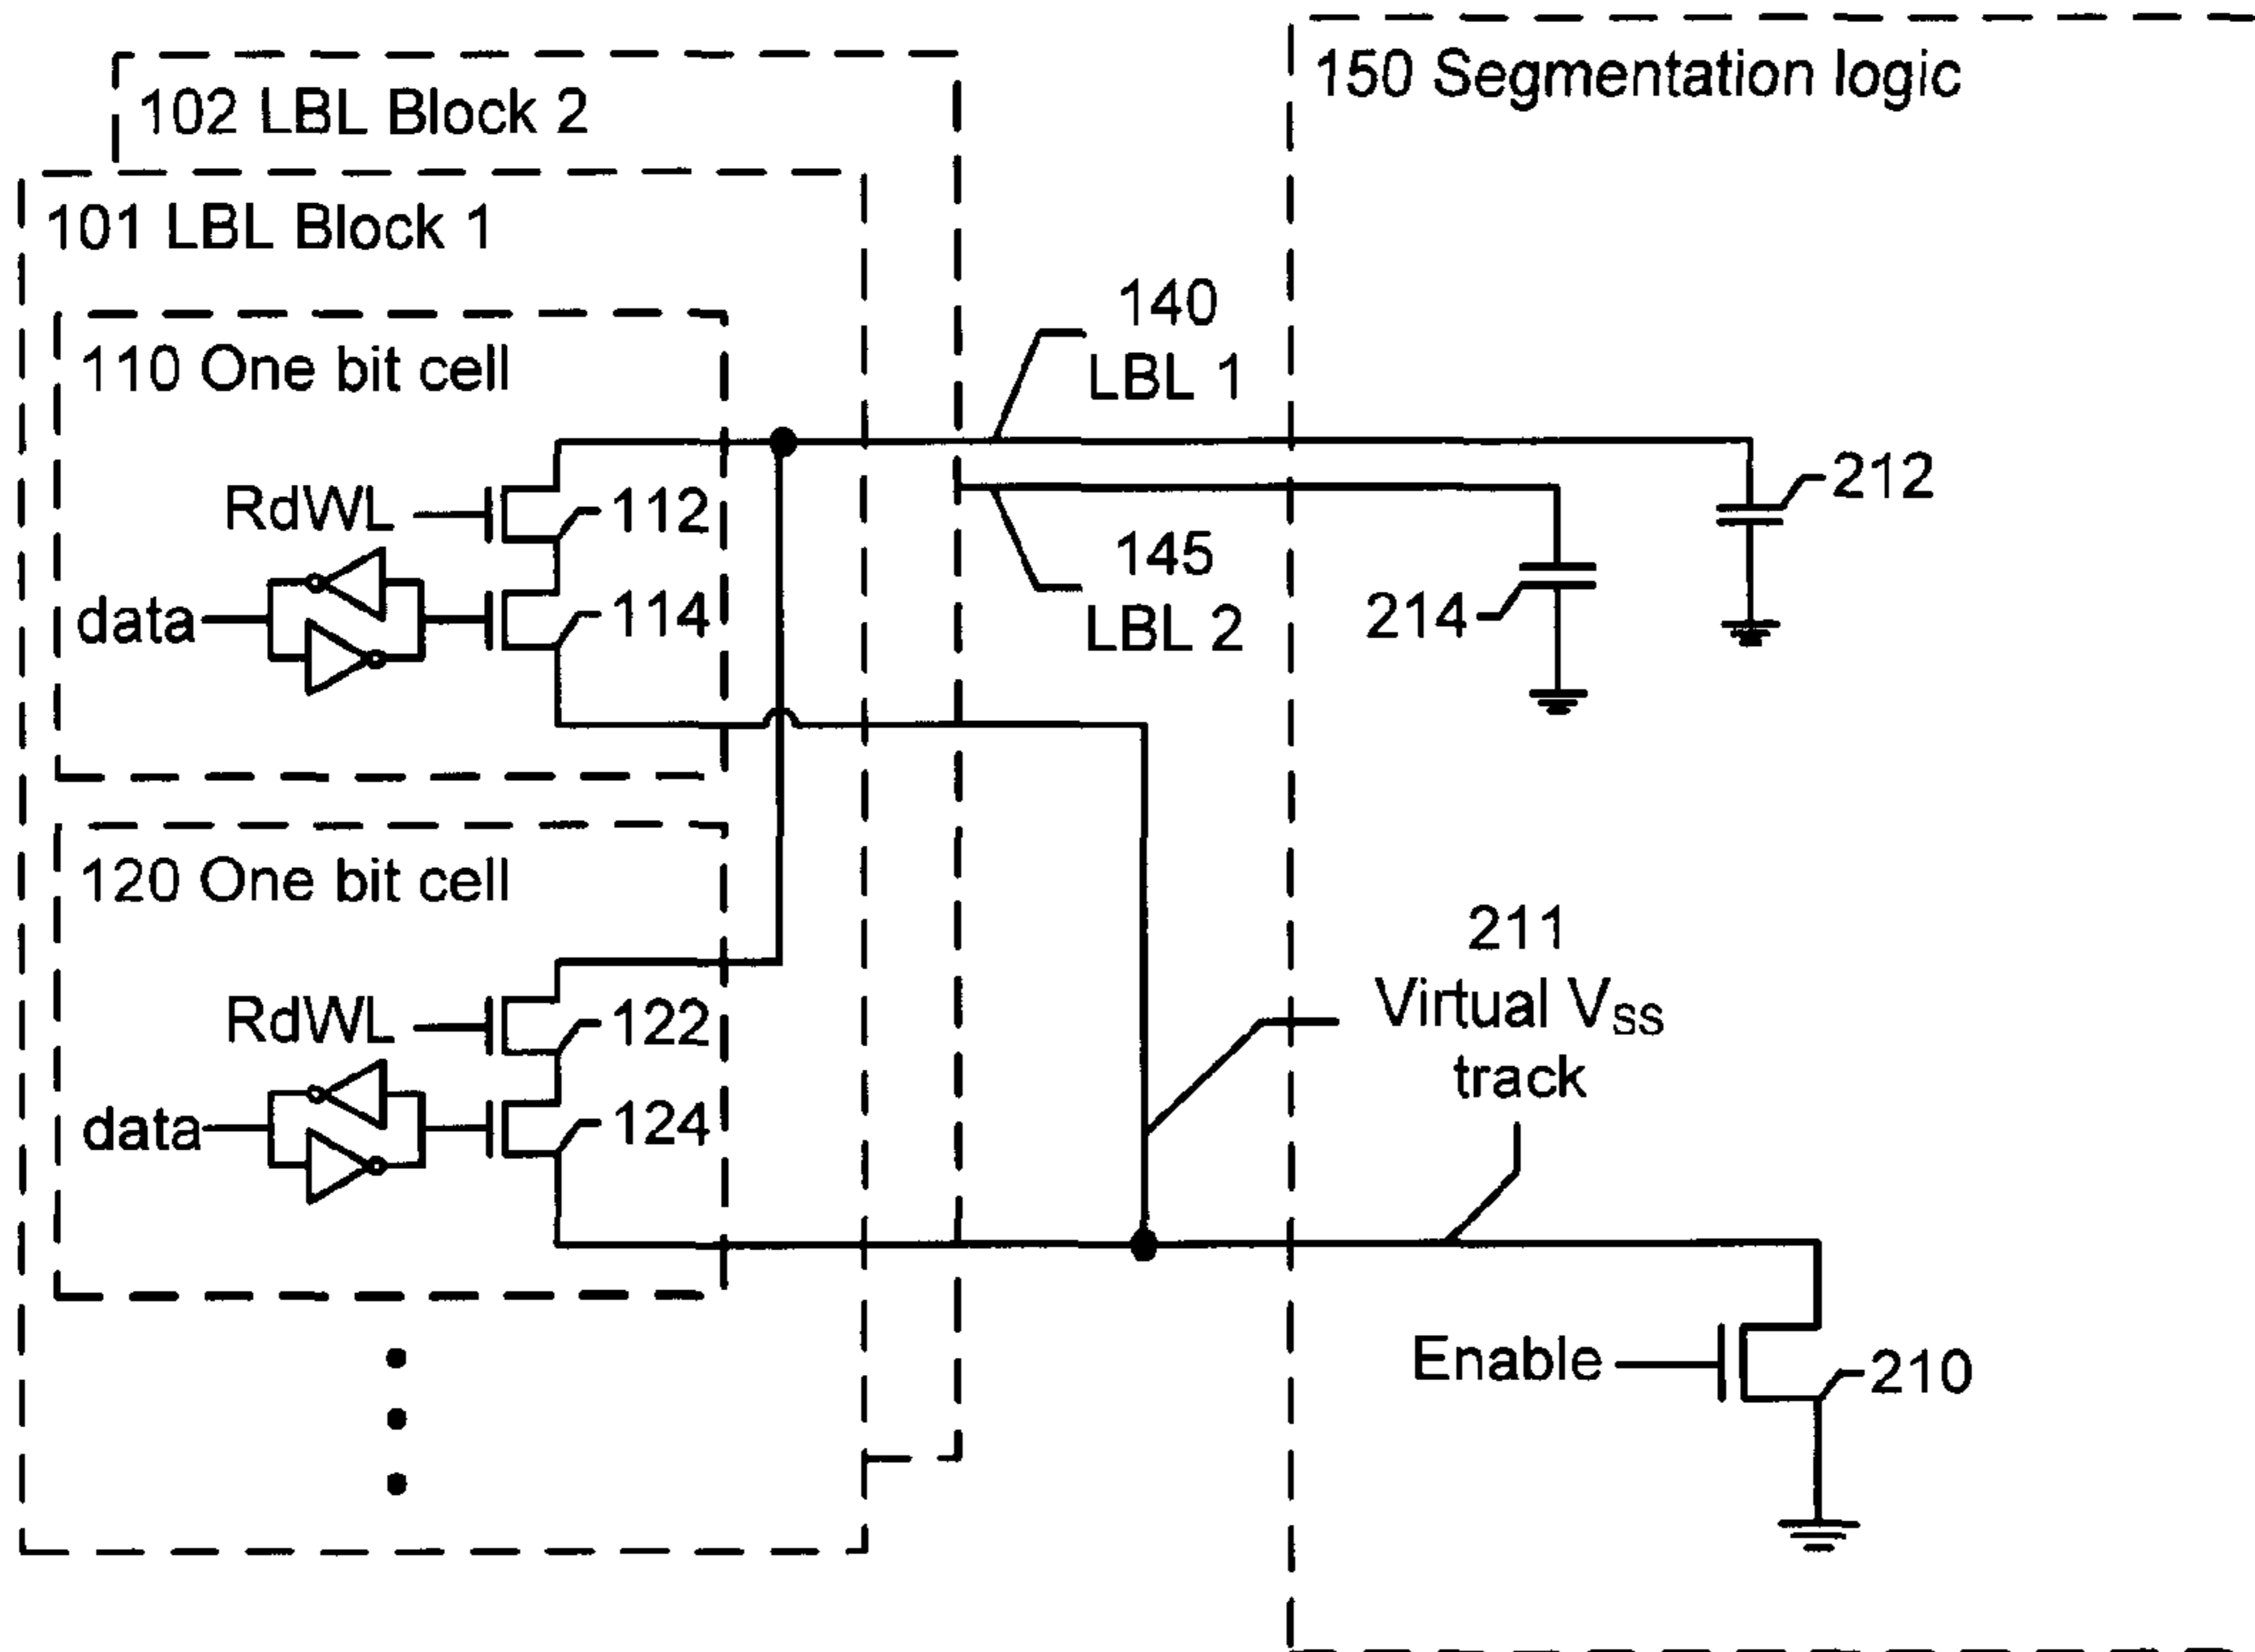 150 Segmentation logic
102 LBL Block 2
101 LBL Block 1
140
LBL 1
110 One bit cell
212
RdWL
112
145
LBL 2
data
114
214
120 One bit cell
211
Virtual VSS
track
RdWL
122
data
124
Enable
210